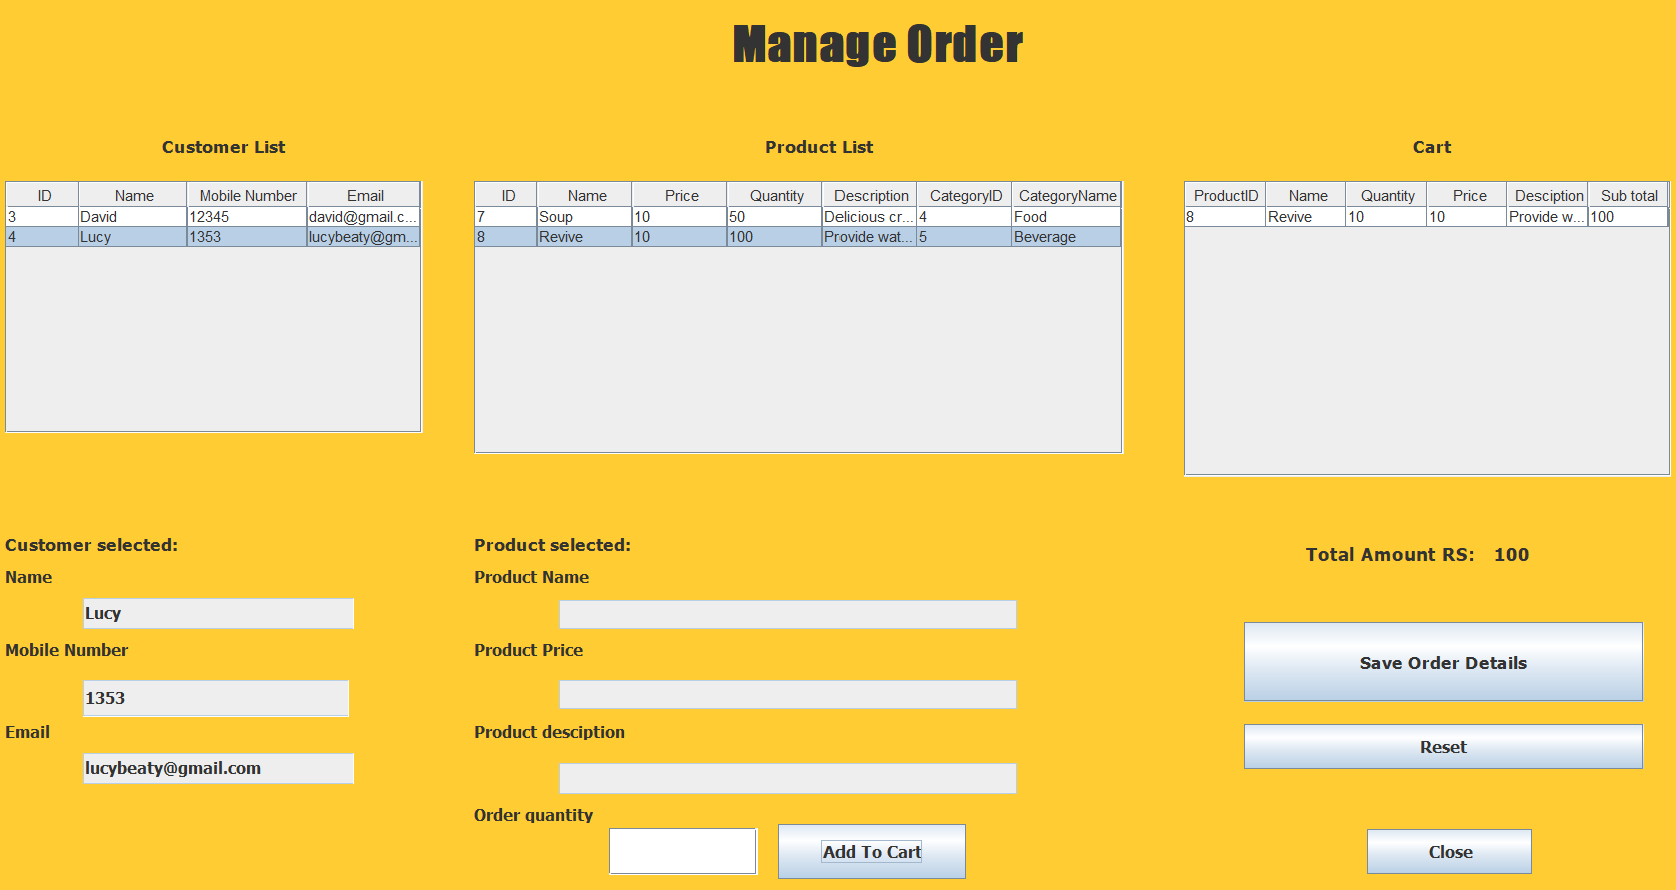 Manage Order
Customer List
ID Name Mobile Number Email
3 David 12345 david@gmail.c...
4 Lucy 1353 lucybeaty@gm...
Product List
ID Name Price Quantity Description CategoryID CategoryName
7 Soup 10 50 Delicious cr... 4 Food
8 Revive 10 100 Provide wat... 5 Beverage
Cart
ProductID Name Quantity Price Desciption Sub total
8 Revive 10 10 Provide w... 100
Customer selected:
Name
Lucy
Mobile Number
1353
Email
lucybeaty@gmail.com
Product selected:
Product Name
Product Price
Product desciption
Order quantity
Add To Cart
Total Amount RS: 100
Save Order Details
Reset
Close